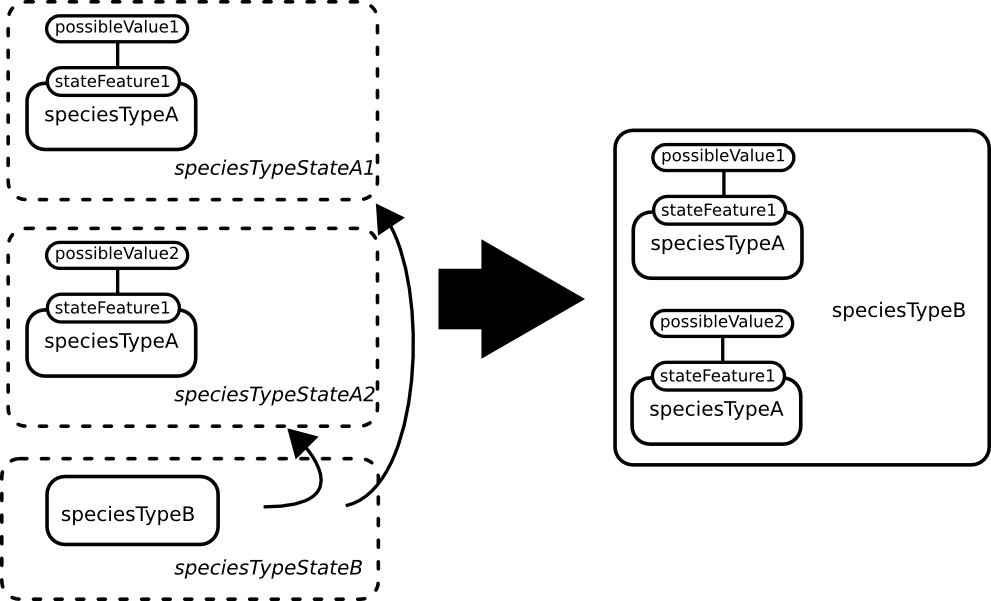 possibleValue1
stateFeature1
speciesTypeA
speciesTypeStateA1
possibleValue2
stateFeature1
speciesTypeA
speciesTypeStateA2
speciesTypeB
speciesTypeStateB
possibleValue1
stateFeature1
speciesTypeA
speciesTypeB
possibleValue2
stateFeature1
speciesTypeA